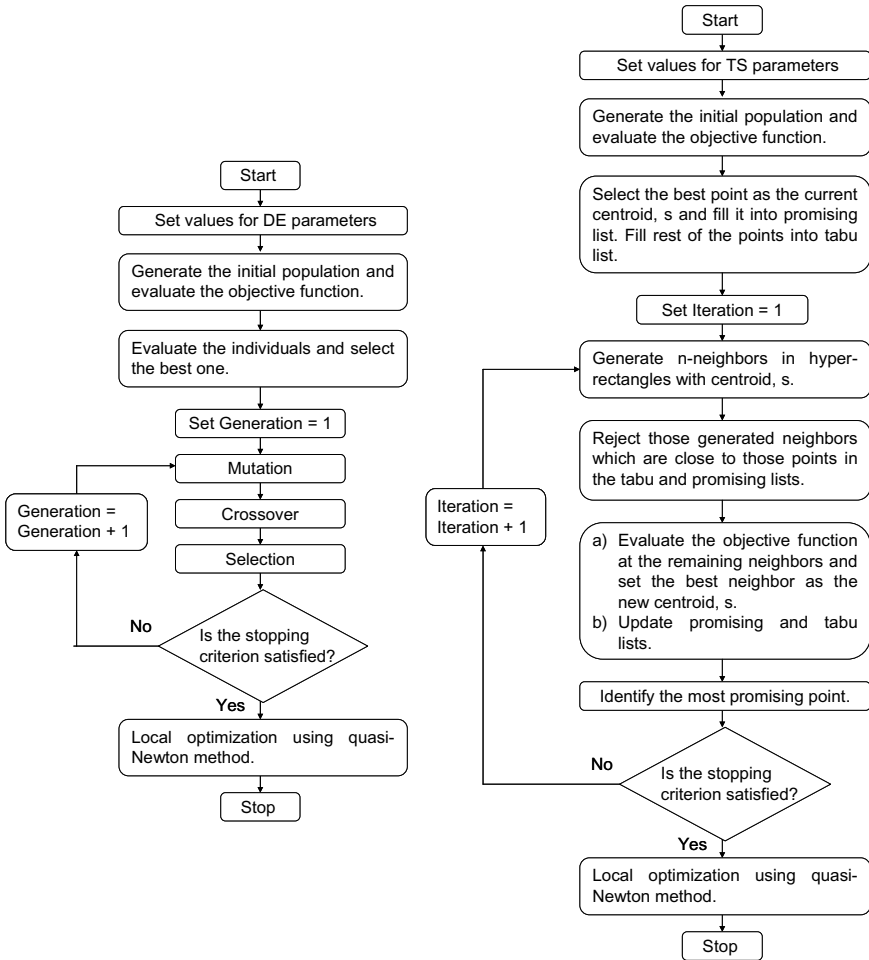 Start
Set values for DE parameters
Generate the initial population and
evaluate the objective function.
Evaluate the individuals and select
the best one.
Set Generation = 1
Mutation
Generation =
Generation + 1
Crossover
Selection
No
Is the stopping
criterion satisfied?
Yes
Local optimization using quasi-
Newton method.
Stop
Start
Set values for TS parameters
Generate the initial population and
evaluate the objective function.
Select the best point as the current
centroid, s and fill it into promising
list. Fill rest of the points into tabu
list.
Set Iteration = 1
Generate n-neighbors in hyper-
rectangles with centroid, s.
Reject those generated neighbors
which are close to those points in
the tabu and promising lists.
Iteration =
Iteration + 1
a) Evaluate the objective function
at the remaining neighbors and
set the best neighbor as the
new centroid, s.
b) Update promising and tabu
lists.
Identify the most promising point.
No
Is the stopping
criterion satisfied?
Yes
Local optimization using quasi-
Newton method.
Stop